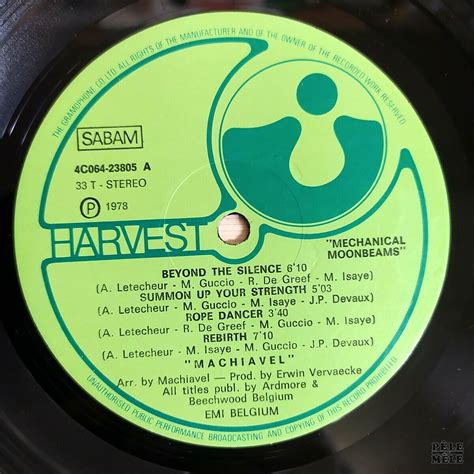 THE GRAMOPHONE CO LTD. ALL RIGHTS OF THE MANUFACTURER AND OF THE OWNER OF THE RECORDED WORK RESERVED
SABAM
4C064-23805 A
33 T - STEREO
P 1978
HARVEST
"MECHANICAL
MOONBEAMS"
BEYOND THE SILENCE 6'10
(A. Letecheur - M. Guccio - R. De Greef - M. Isaye)
SUMMON UP YOUR STRENGTH 5'03
(A. Letecheur - M. Guccio - M. Isaye - J.P. Devaux)
ROPE DANCER 3'40
(A. Letecheur - R. De Greef - M. Guccio - M. Isaye)
REBIRTH 7'10
(A. Letecheur - M. Isaye - M. Guccio - J.P. Devaux)
"MACHIAVEL"
Arr. by Machiavel - Prod. by Erwin Vervaecke
All titles publ. by Ardmore &
Beechwood Belgium
EMI BELGIUM
UNAUTHORISED PUBLIC PERFORMANCE BROADCASTING AND COPYING OF THIS RECORD PROHIBITED
PÊLE
MÊLE